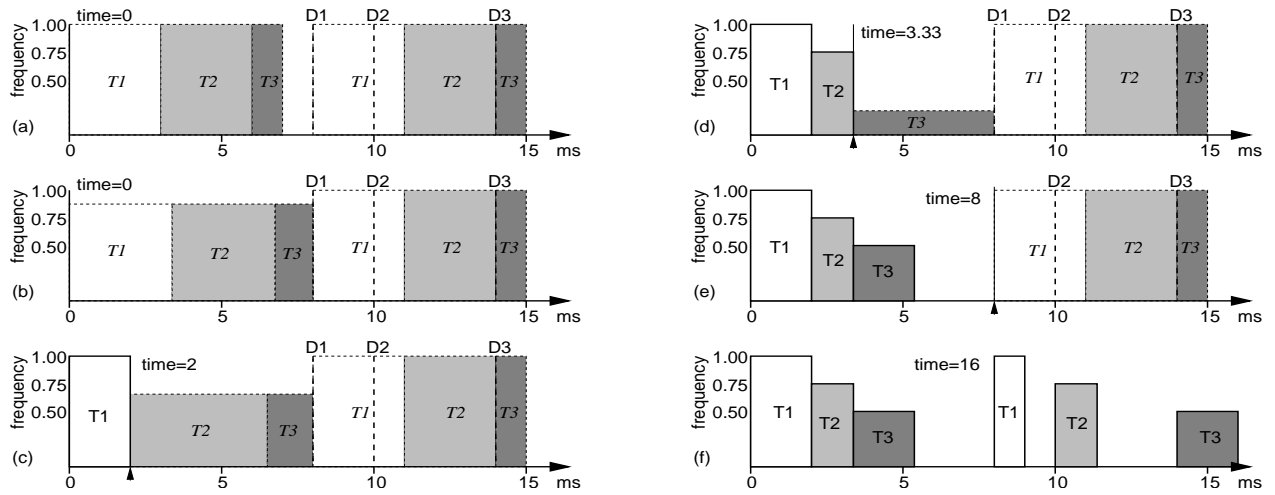 time=0 D1 D2 D3
frequency
1.00
0.75
0.50
T1 T2 T3 T1 T2 T3
(a)
0 5 10 15 ms
time=0 D1 D2 D3
frequency
1.00
0.75
0.50
T1 T2 T3 T1 T2 T3
(b)
0 5 10 15 ms
time=2 D1 D2 D3
frequency
1.00
0.75
0.50
T1 T2 T3 T1 T2 T3
(c)
0 5 10 15 ms
time=3.33 D1 D2 D3
frequency
1.00
0.75
0.50
T1 T2 T3 T1 T2 T3
(d)
0 5 10 15 ms
time=8 D2 D3
frequency
1.00
0.75
0.50
T1 T2 T3 T1 T2 T3
(e)
0 5 10 15 ms
time=16
frequency
1.00
0.75
0.50
T1 T2 T3 T1 T2 T3
(f)
0 5 10 15 ms